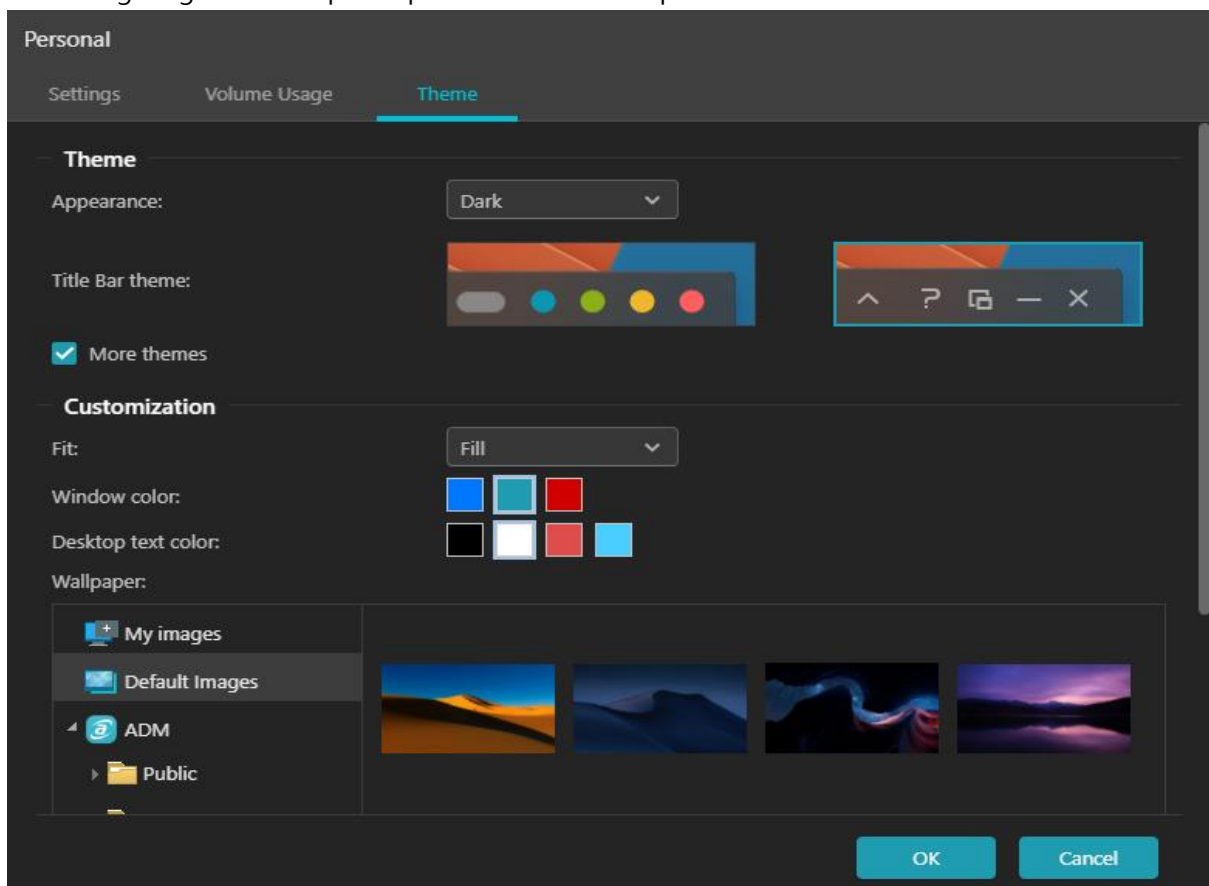 Personal
Settings Volume Usage Theme
Theme
Appearance: Dark
Title Bar theme:
More themes
Customization
Fit: Fill
Window color:
Desktop text color:
Wallpaper:
My images
Default Images
ADM
Public
OK Cancel